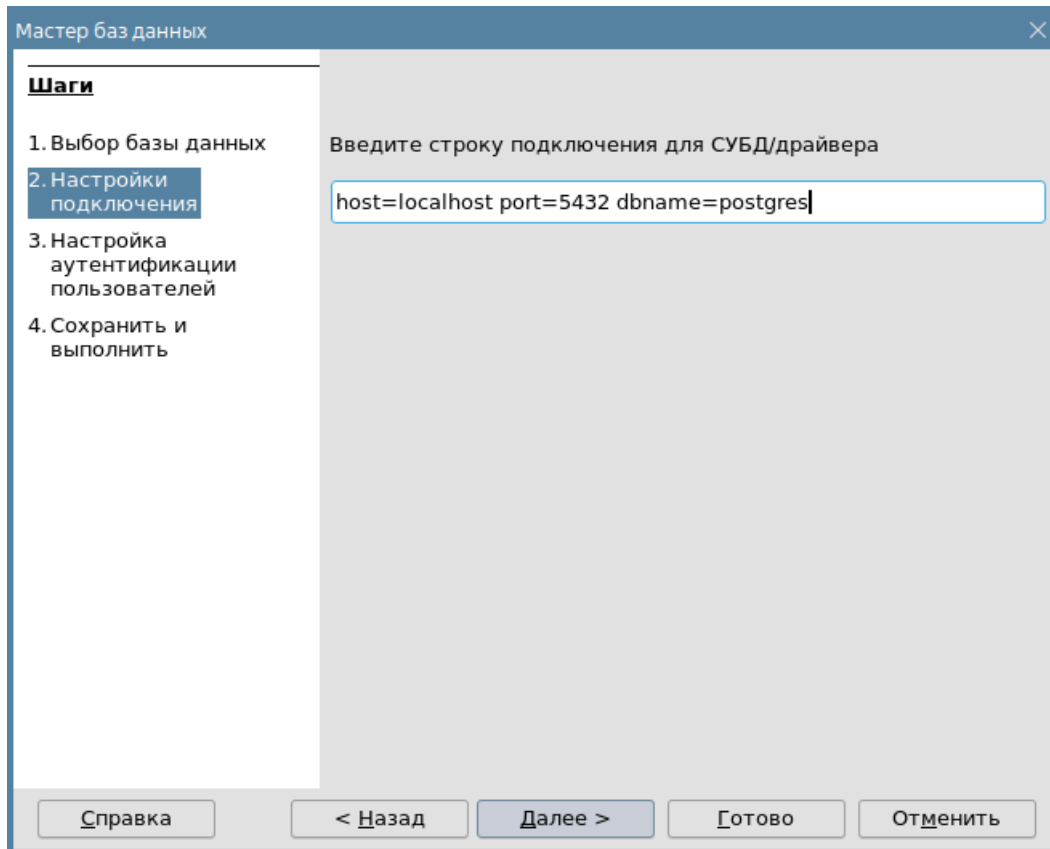 Мастер баз данных
Шаги
1. Выбор базы данных
2. Настройки
подключения
3. Настройка
аутентификации
пользователей
4. Сохранить и
выполнить
Введите строку подключения для СУБД/драйвера
host=localhost port=5432 dbname=postgres
Справка
< Назад
Далее >
Готово
Отменить